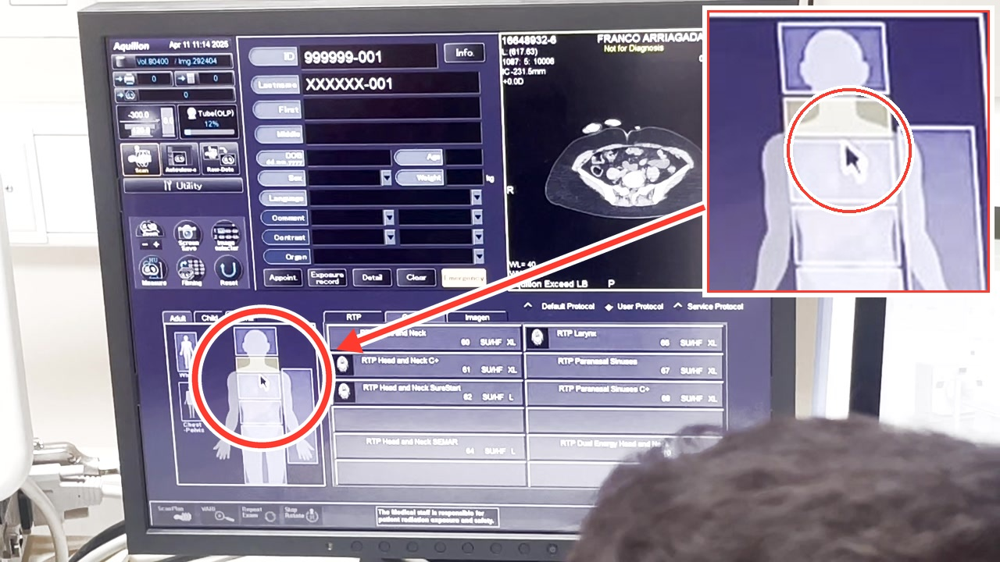 Aquilion Apr 11 11:14 2025
Vol.80400 / Img.292404
0 0
0
-300.0
0.0
Tube(OLP)
12%
Scan
Raw-Data
Utility
Zoom
Screen Save
Measure
Filming
Reset
ID 999999-001 Info.
Lastname XXXXXX-001
First
Middle
DOB Age
dd.mm.yyyy
Sex Weight kg
Language
Comment
Contrast
Organ
Appoint. Exposure record Detail Clear Emergency
16648932-6 FRANCO ARRIAGADA
L: (617.63) Not for Diagnosis
1087: 5: 10006
IC -231.5mm
+0.0D
R
WL= 40
Aquilion Exceed LB P
Default Protocol User Protocol Service Protocol
Adult Child
RTP Imagen
and Neck
60 SU/HF XL
RTP Larynx
66 SU/HF XL
RTP Head and Neck C+
61 SU/HF XL
RTP Paranasal Sinuses
67 SU/HF XL
RTP Head and Neck SureStart
62 SU/HF L
RTP Paranasal Sinuses C+
68 SU/HF XL
RTP Head and Neck SEMAR
64 SU/HF L
RTP Dual Energy Head and
Chest
-Pelvis
ScanPlan
Repeat Exam
Stop Rotate
The Medical staff is responsible for
patient radiation exposure and safety.